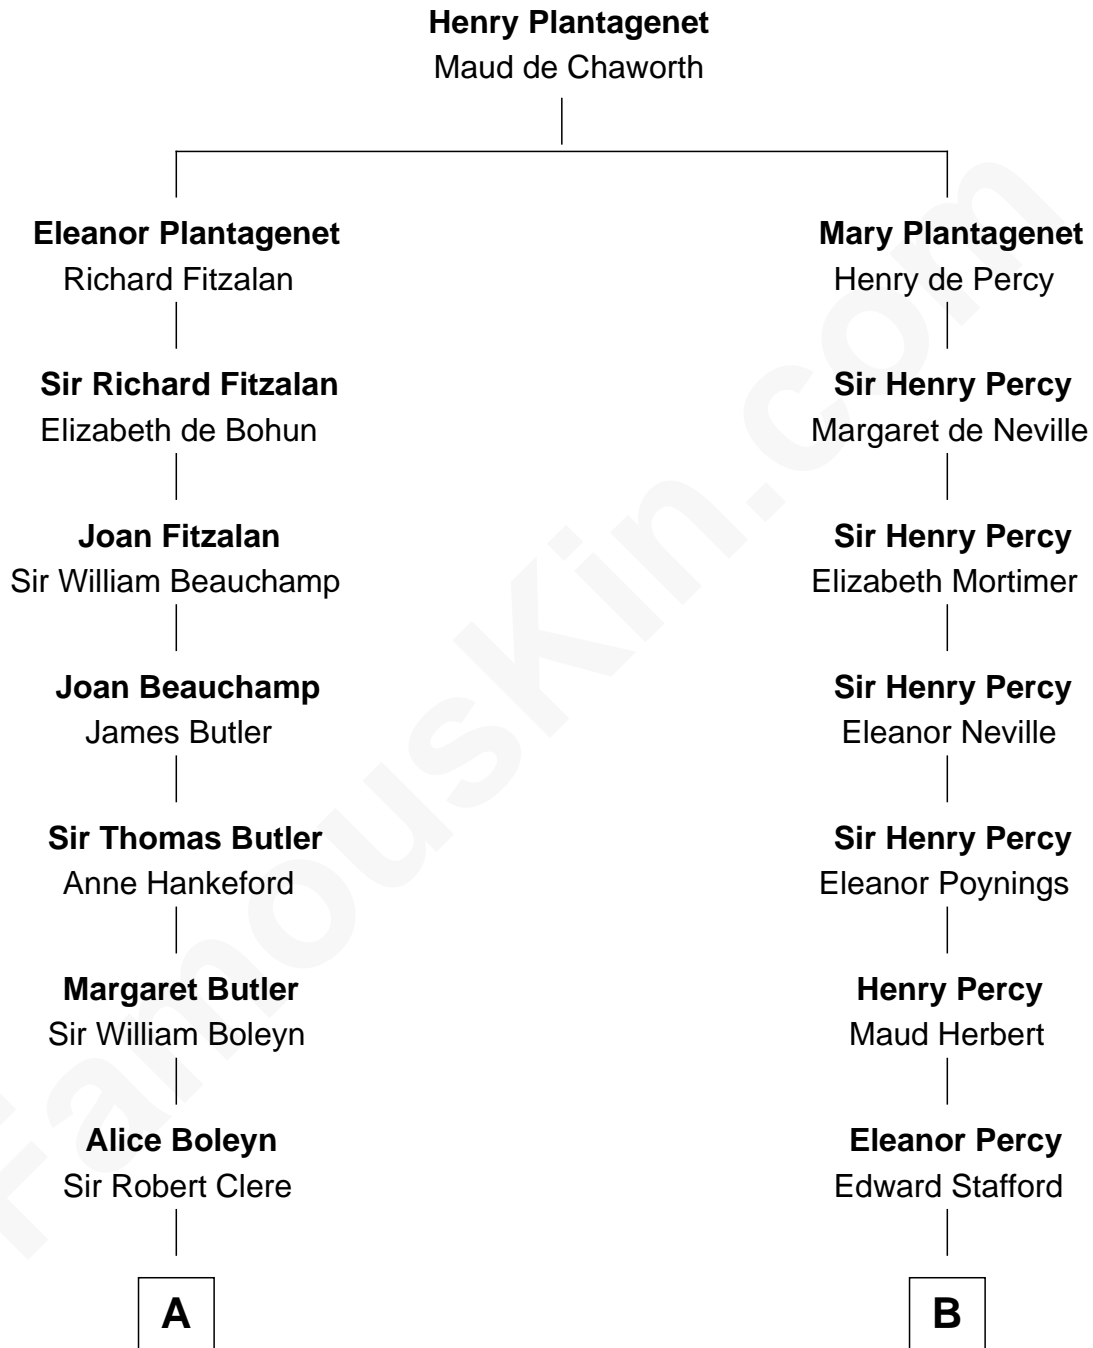 Henry Plantagenet
Maud de Chaworth
Eleanor Plantagenet
Richard Fitzalan
Mary Plantagenet
Henry de Percy
Sir Richard Fitzalan
Elizabeth de Bohun
Sir Henry Percy
Margaret de Neville
Joan Fitzalan
Sir William Beauchamp
Sir Henry Percy
Elizabeth Mortimer
Joan Beauchamp
James Butler
Sir Henry Percy
Eleanor Neville
Sir Thomas Butler
Anne Hankeford
Sir Henry Percy
Eleanor Poynings
Margaret Butler
Sir William Boleyn
Henry Percy
Maud Herbert
Alice Boleyn
Sir Robert Clere
Eleanor Percy
Edward Stafford
A
B
FamousKin.com